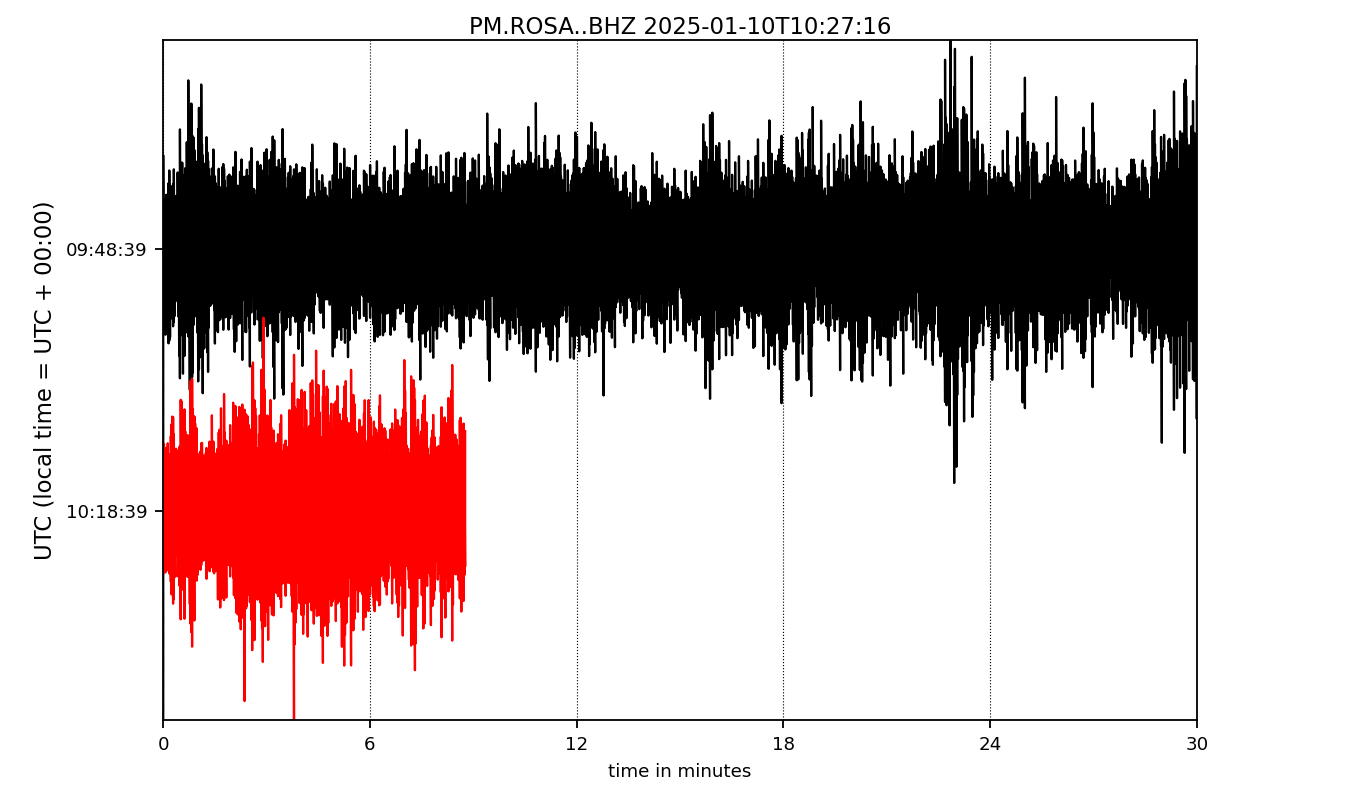 PM.ROSA..BHZ 2025-01-10T10:27:16
UTC (local time = UTC + 00:00)
09:48:39
10:18:39
0 6 12 18 24 30
time in minutes